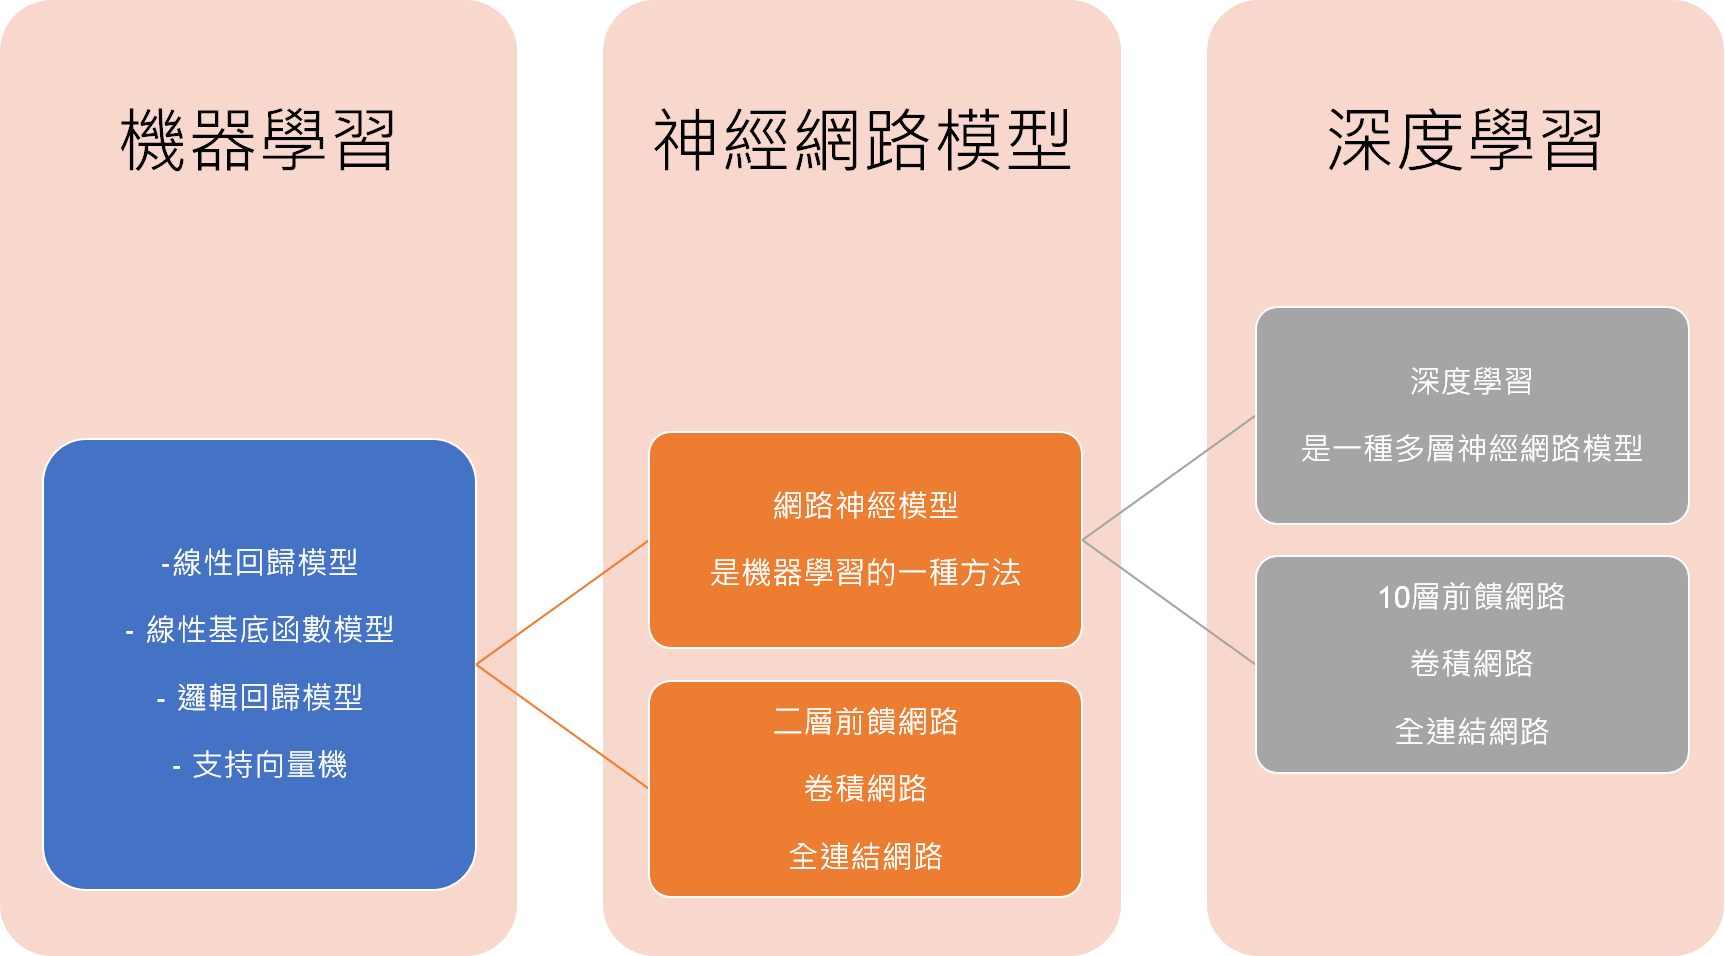 機器學習
-線性回歸模型
- 線性基底函數模型
- 邏輯回歸模型
- 支持向量機
神經網路模型
網路神經模型
是機器學習的一種方法
二層前饋網路
卷積網路
全連結網路
深度學習
深度學習
是一種多層神經網路模型
10層前饋網路
卷積網路
全連結網路